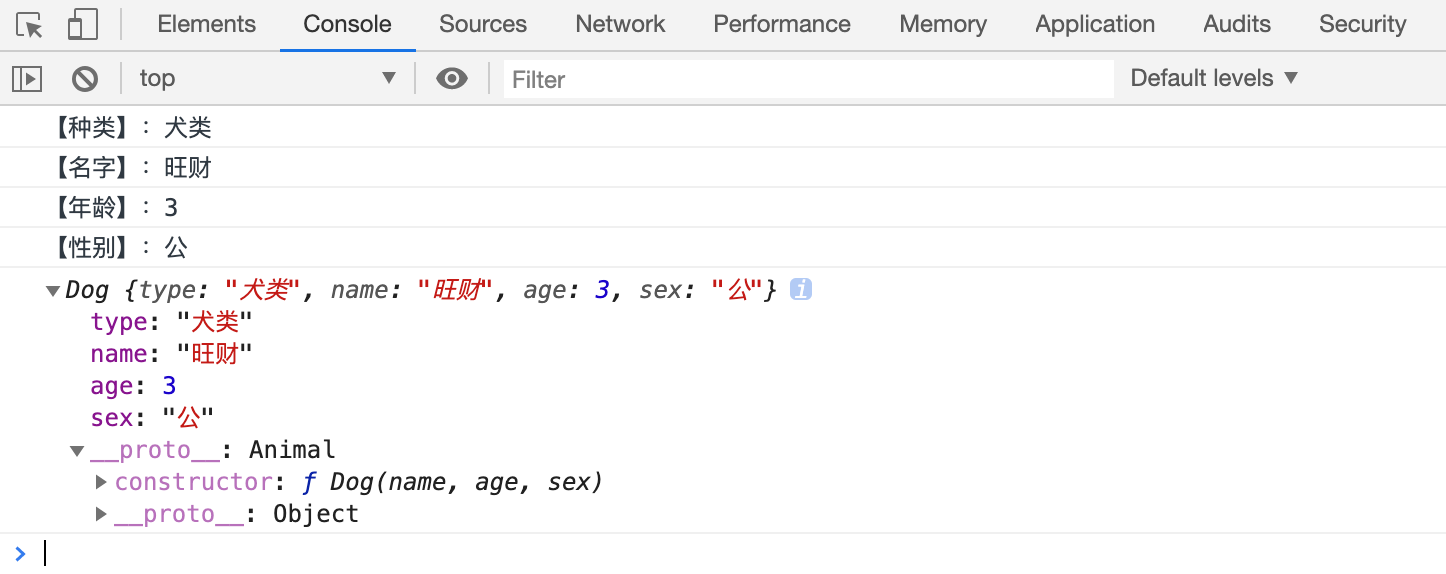 Elements Console Sources Network Performance Memory Application Audits Security
top Filter Default levels
【种类】: 犬类
【名字】: 旺财
【年龄】: 3
【性别】: 公
Dog {type: "犬类", name: "旺财", age: 3, sex: "公"} i
type: "犬类"
name: "旺财"
age: 3
sex: "公"
__proto__: Animal
constructor: ƒ Dog(name, age, sex)
__proto__: Object